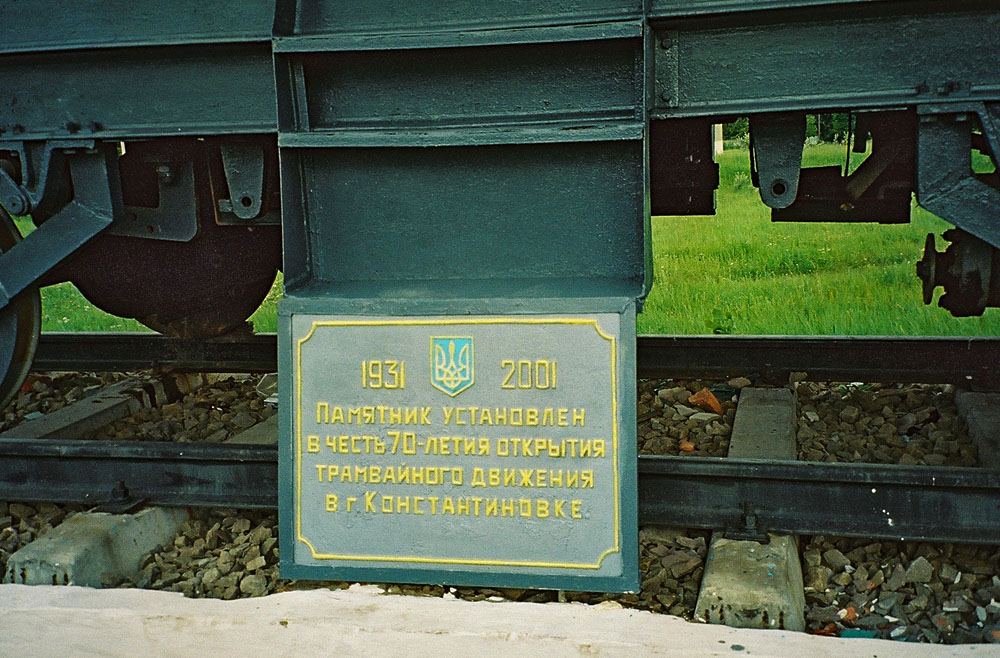 1931 2001
Памятник установлен
в честь 70-летия открытия
трамвайного движения
в г. Константиновке.